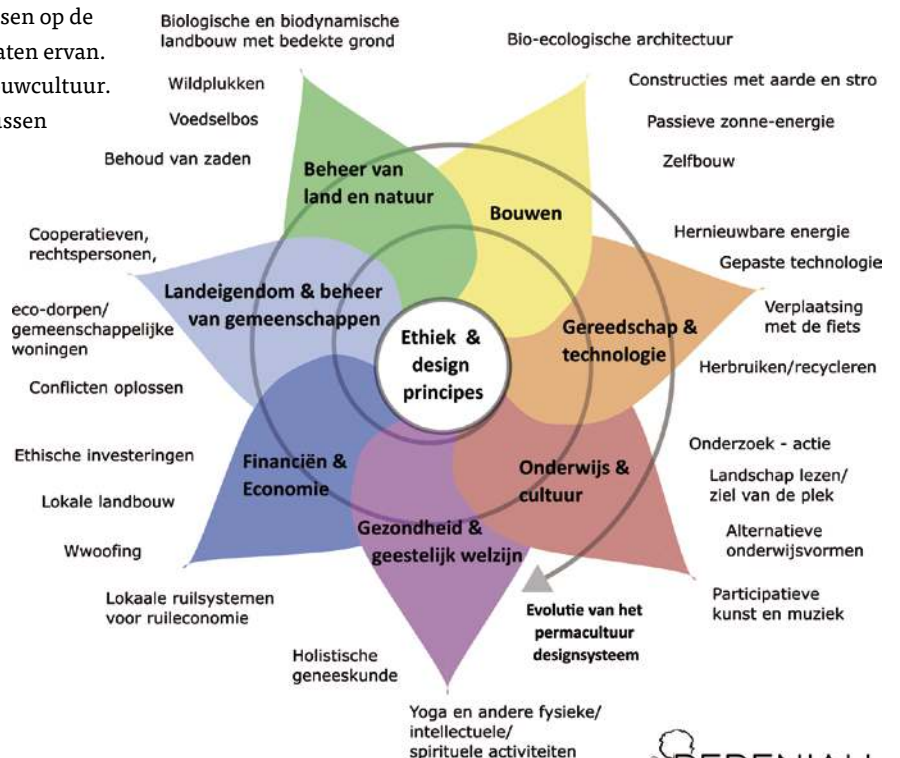 sen op de
aten ervan.
uwcultuur.
ussen
Biologische en biodynamische
landbouw met bedekte grond
Wildplukken
Voedselbos
Behoud van zaden
Beheer van
land en natuur
Bio-ecologische architectuur
Constructies met aarde en stro
Passieve zonne-energie
Zelfbouw
Bouwen
Hernieuwbare energie
Gepaste technologie
Verplaatsing
met de fiets
Herbruiken/recycleren
Gereedschap &
technologie
Cooperatieven,
rechtspersonen,
eco-dorpen/
gemeenschappelijke
woningen
Conflicten oplossen
Landeigendom & beheer
van gemeenschappen
Ethiek &
design
principes
Ethische investeringen
Lokale landbouw
Wwoofing
Lokaale ruilsystemen
voor ruileconomie
Financiën &
Economie
Onderwijs &
cultuur
Onderzoek - actie
Landschap lezen/
ziel van de plek
Alternatieve
onderwijsvormen
Participatieve
kunst en muziek
Gezondheid &
geestelijk welzijn
Evolutie van het
permacultuur
designsysteem
Holistische
geneeskunde
Yoga en andere fysieke/
intellectuele/
spirituele activiteiten